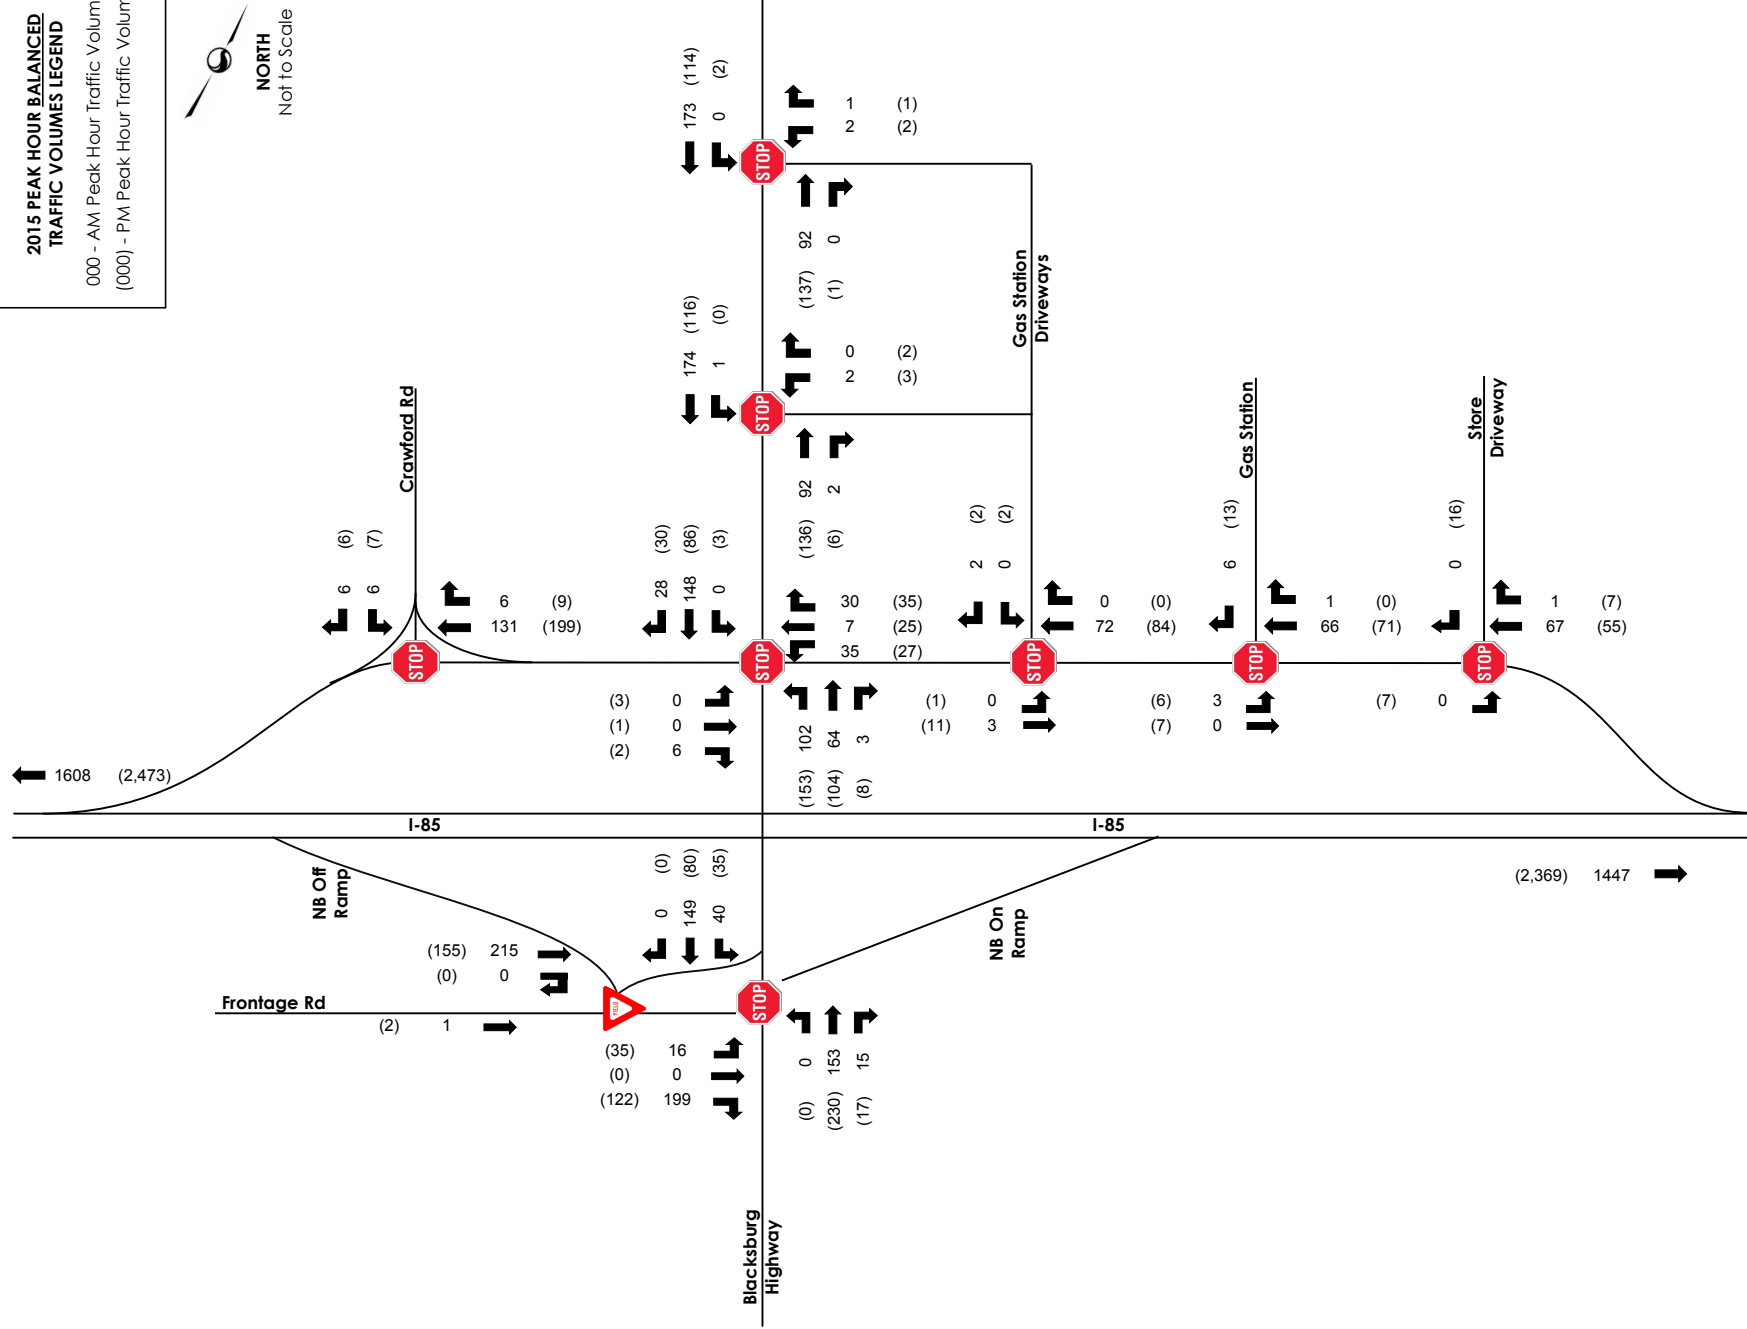 2015 PEAK HOUR BALANCED
TRAFFIC VOLUMES LEGEND
000 - AM Peak Hour Traffic Volum
(000) - PM Peak Hour Traffic Volum
NORTH
Not to Scale
173 (114)
0 (2)
1 (1)
2 (2)
STOP
92 (137)
0 (1)
Gas Station
Driveways
174 (116)
1 (0)
0 (2)
2 (3)
STOP
92 (136)
2 (6)
Crawford Rd
6 (6)
6 (7)
6 (9)
131 (199)
STOP
28 (30)
148 (86)
0 (3)
30 (35)
7 (25)
35 (27)
STOP
(3) 0
(1) 0
(2) 6
102 (153)
64 (104)
3 (8)
2 (2)
0 (2)
0 (0)
72 (84)
STOP
(1) 0
(11) 3
Gas Station
6 (13)
1 (0)
66 (71)
STOP
(6) 3
(7) 0
Store
Driveway
0 (16)
1 (7)
67 (55)
STOP
(7) 0
1608 (2,473)
I-85
I-85
(2,369) 1447
NB Off
Ramp
NB On
Ramp
0 (0)
149 (80)
40 (35)
(155) 215
(0) 0
Frontage Rd
(2) 1
YIELD
STOP
(35) 16
(0) 0
(122) 199
0 (0)
153 (230)
15 (17)
Blacksburg
Highway